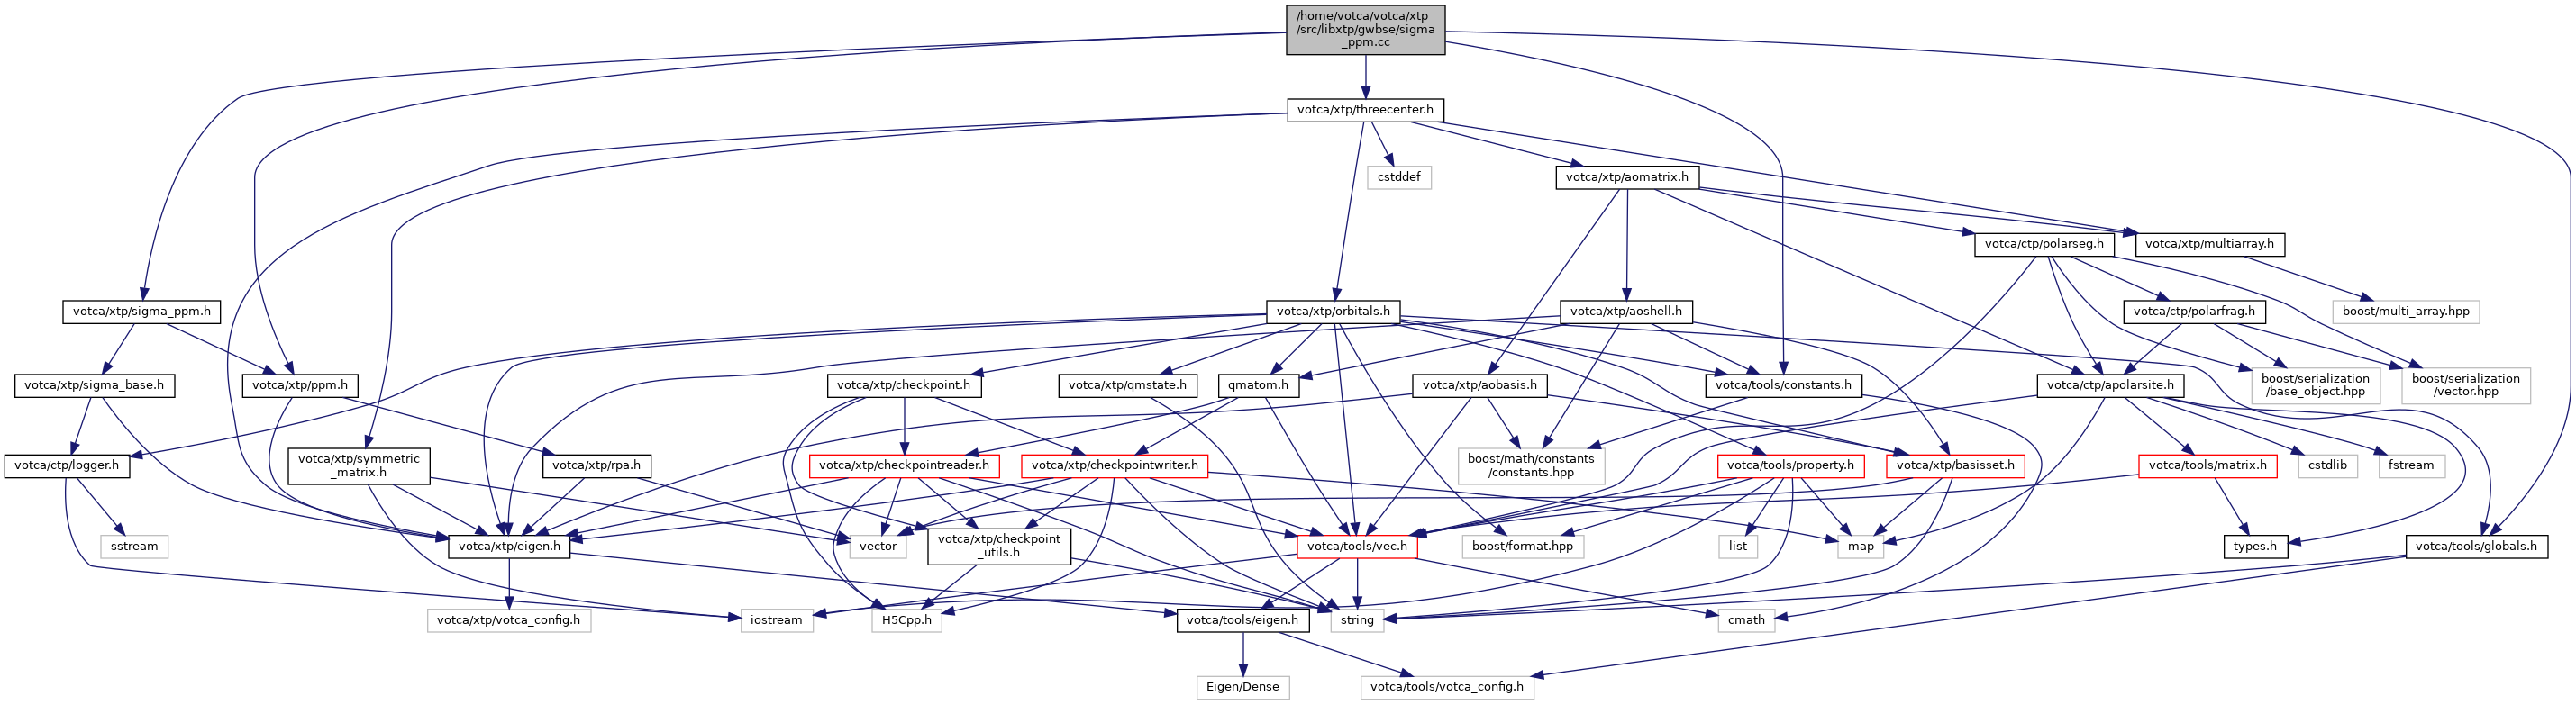 /home/votca/votca/xtp
/src/libxtp/gwbse/sigma
_ppm.cc
votca/xtp/threecenter.h
cstddef
votca/xtp/aomatrix.h
votca/ctp/polarseg.h
votca/xtp/multiarray.h
votca/xtp/sigma_ppm.h
votca/xtp/orbitals.h
votca/xtp/aoshell.h
votca/ctp/polarfrag.h
boost/multi_array.hpp
votca/xtp/sigma_base.h
votca/xtp/ppm.h
votca/xtp/checkpoint.h
votca/xtp/qmstate.h
qmatom.h
votca/xtp/aobasis.h
votca/tools/constants.h
votca/ctp/apolarsite.h
boost/serialization
/base_object.hpp
boost/serialization
/vector.hpp
votca/ctp/logger.h
votca/xtp/symmetric
_matrix.h
votca/xtp/rpa.h
votca/xtp/checkpointreader.h
votca/xtp/checkpointwriter.h
boost/math/constants
/constants.hpp
votca/tools/property.h
votca/xtp/basisset.h
votca/tools/matrix.h
cstdlib
fstream
sstream
votca/xtp/eigen.h
vector
votca/xtp/checkpoint
_utils.h
votca/tools/vec.h
boost/format.hpp
list
map
types.h
votca/tools/globals.h
votca/xtp/votca_config.h
iostream
H5Cpp.h
votca/tools/eigen.h
string
cmath
Eigen/Dense
votca/tools/votca_config.h